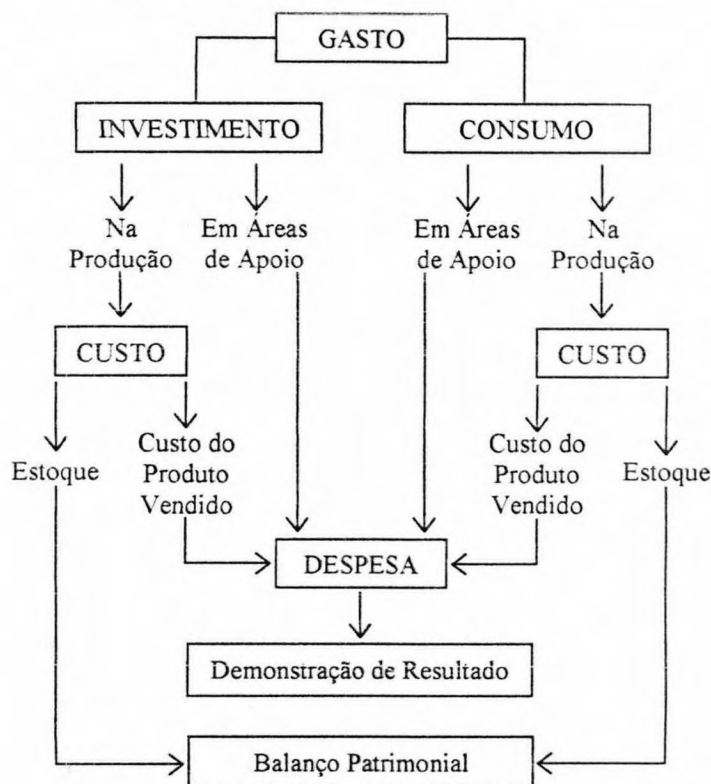 GASTO
INVESTIMENTO
CONSUMO
Na
Produção
Em Áreas
de Apoio
Em Áreas
de Apoio
Na
Produção
CUSTO
CUSTO
Estoque
Custo do
Produto
Vendido
Custo do
Produto
Vendido
Estoque
DESPESA
Demonstração de Resultado
Balanço Patrimonial